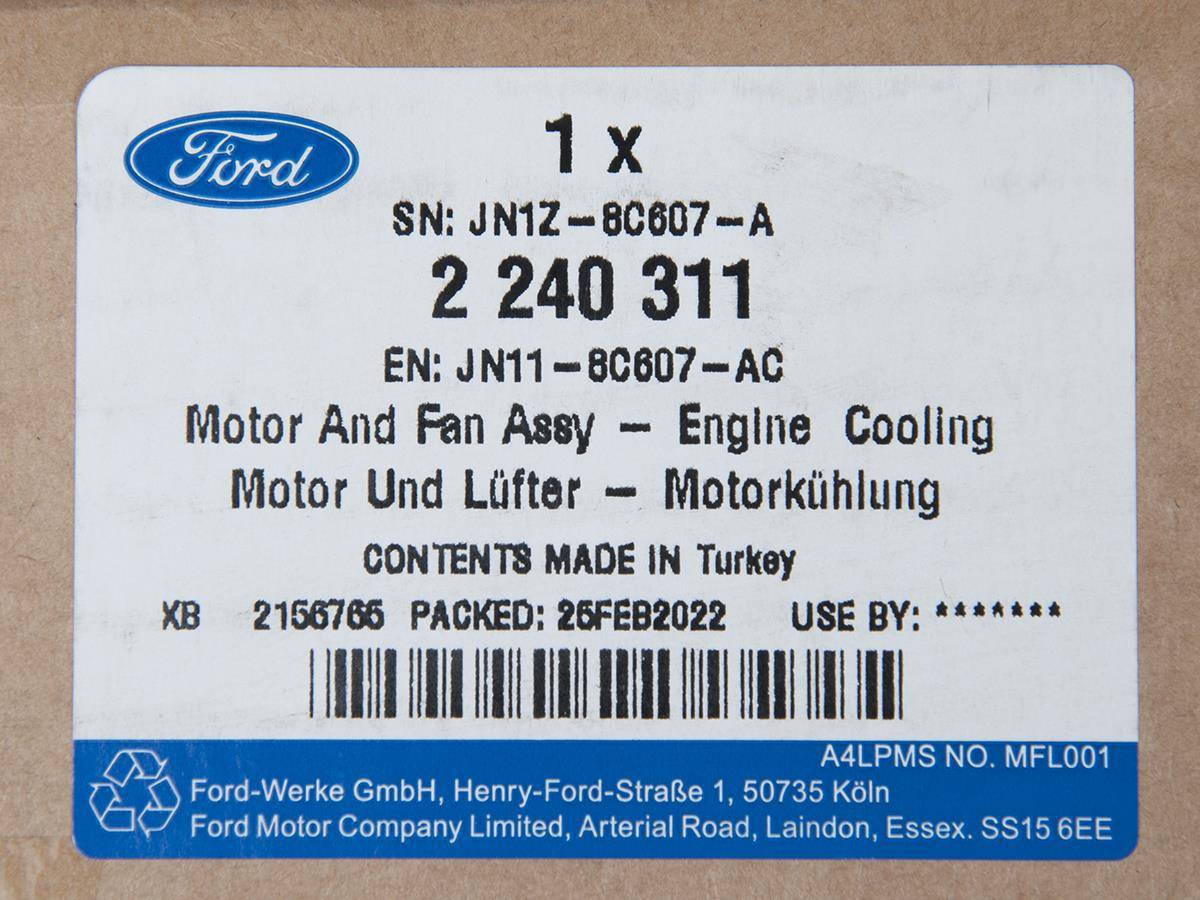 Ford
1 x
SN: JN1Z-8C607-A
2 240 311
EN: JN11-8C607-AC
Motor And Fan Assy - Engine Cooling
Motor Und Lüfter - Motorkühlung
CONTENTS MADE IN Turkey
XB 2156765 PACKED: 25FEB2022 USE BY: *******
A4LPMS NO. MFL001
Ford-Werke GmbH, Henry-Ford-Straße 1, 50735 Köln
Ford Motor Company Limited, Arterial Road, Laindon, Essex. SS15 6EE